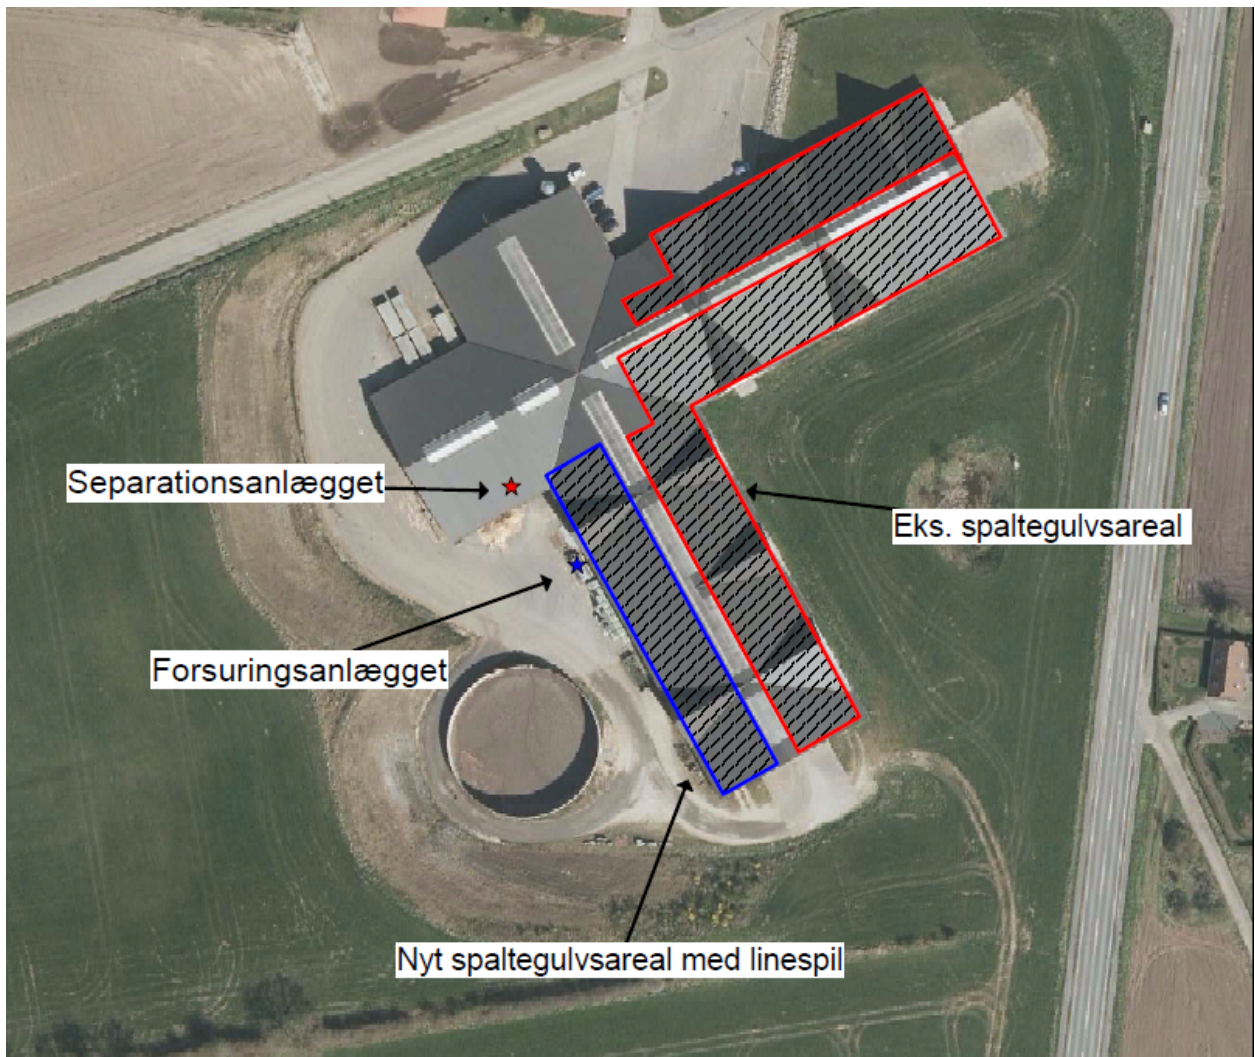 Separationsanlægget
Eks. spaltegulvsareal
Forsuringsanlægget
Nyt spaltegulvsareal med linespil